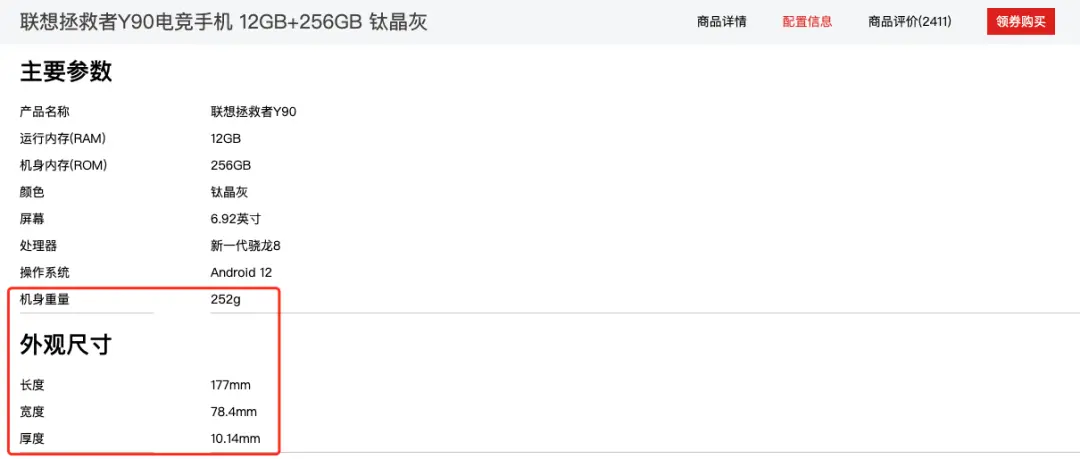 联想拯救者Y90电竞手机 12GB+256GB 钛晶灰 商品详情 配置信息 商品评价(2411) 领券购买
主要参数
产品名称 联想拯救者Y90
运行内存(RAM) 12GB
机身内存(ROM) 256GB
颜色 钛晶灰
屏幕 6.92英寸
处理器 新一代骁龙8
操作系统 Android 12
机身重量 252g
外观尺寸
长度 177mm
宽度 78.4mm
厚度 10.14mm